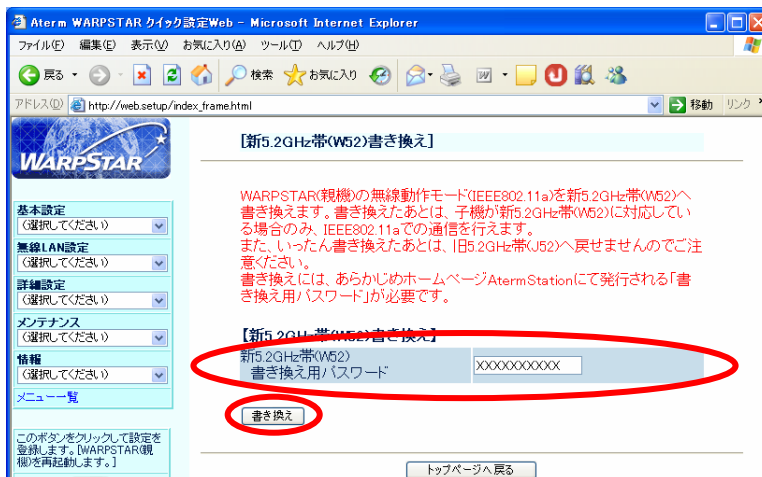 Aterm WARPSTAR クイック設定Web - Microsoft Internet Explorer
ファイル(F) 編集(E) 表示(V) お気に入り(A) ツール(T) ヘルプ(H)
戻る 検索 お気に入り
アドレス(D) http://web.setup/index_frame.html 移動 リンク
WARPSTAR
基本設定
(選択してください)
無線LAN設定
(選択してください)
詳細設定
(選択してください)
メンテナンス
(選択してください)
情報
(選択してください)
メニュー一覧
このボタンをクリックして設定を
登録します。[WARPSTAR(親
機)を再起動します。]
[新5.2GHz帯(W52)書き換え]
WARPSTAR(親機)の無線動作モード(IEEE802.11a)を新5.2GHz帯(W52)へ
書き換えます。書き換えたあとは、子機が新5.2GHz帯(W52)に対応してい
る場合のみ、IEEE802.11aでの通信を行えます。
また、いったん書き換えたあとは、旧5.2GHz帯(J52)へ戻せませんのでご注
意ください。
書き換えには、あらかじめホームページAtermStationにて発行される「書
き換え用パスワード」が必要です。
【新5.2GHz帯(W52)書き換え】
新5.2GHz帯(W52)
書き換え用パスワード XXXXXXXXXX
書き換え
トップページへ戻る